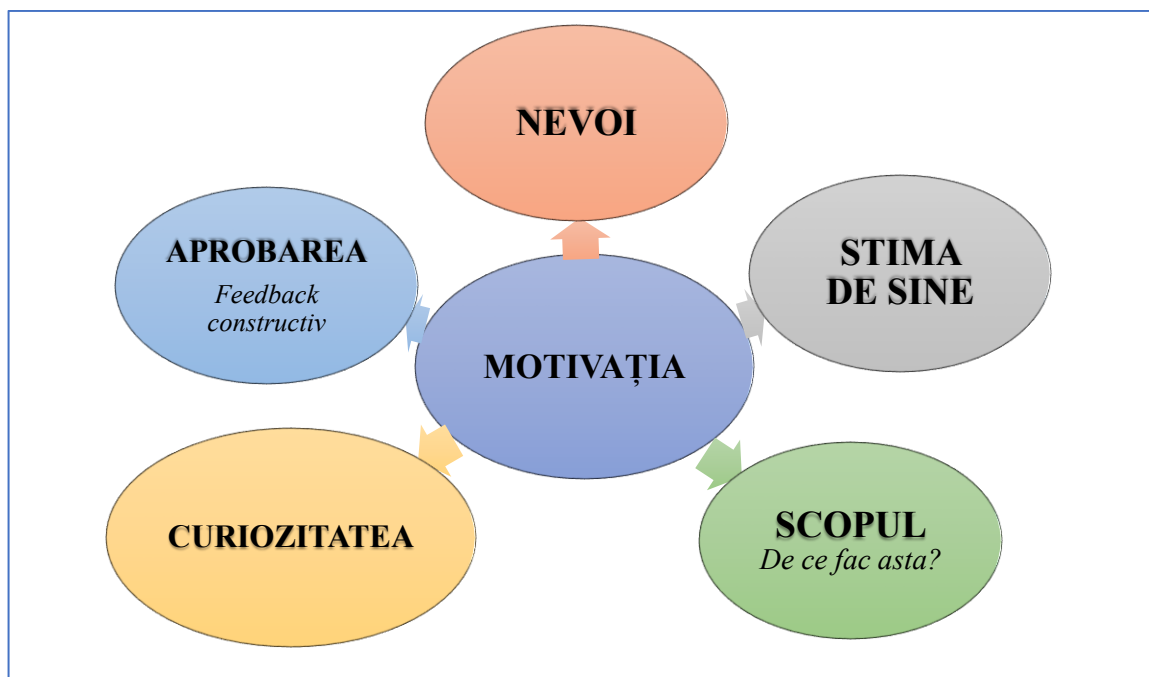 NEVOI
APROBAREA
Feedback
constructiv
STIMA
DE SINE
MOTIVAȚIA
CURIOZITATEA
SCOPUL
De ce fac asta?